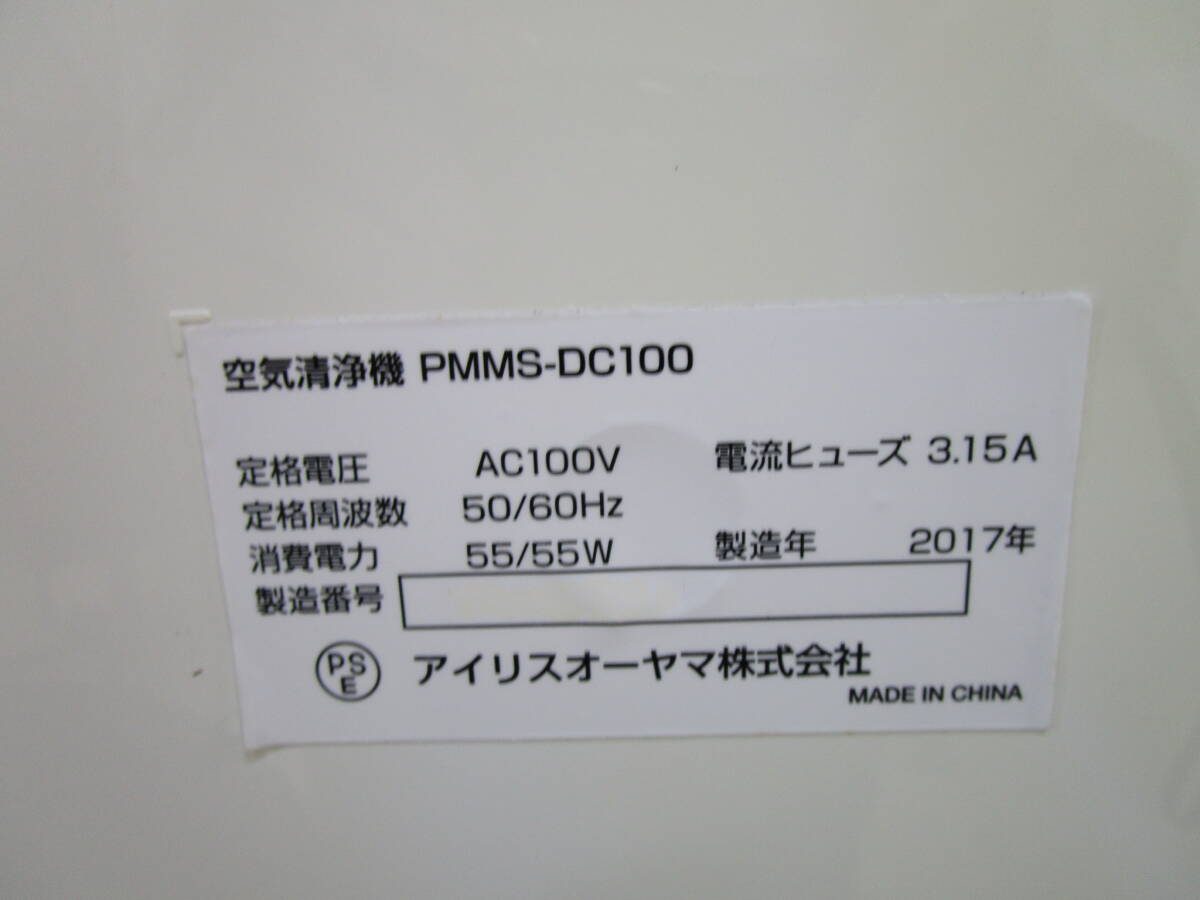 空気清浄機 PMMS-DC100
定格電圧 AC100V 電流ヒューズ 3.15A
定格周波数 50/60Hz
消費電力 55/55W 製造年 2017年
製造番号
PSE アイリスオーヤマ株式会社
MADE IN CHINA